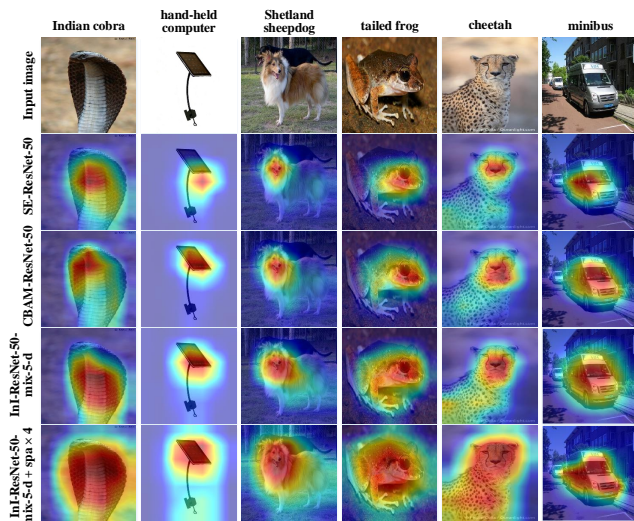 Indian cobra
hand-held
computer
Shetland
sheepdog
tailed frog
cheetah
minibus
Input image
SE-ResNet-50
CBAM-ResNet-50
InI-ResNet-50-
mix-5-d
InI-ResNet-50-
mix-5-d + spa × 4